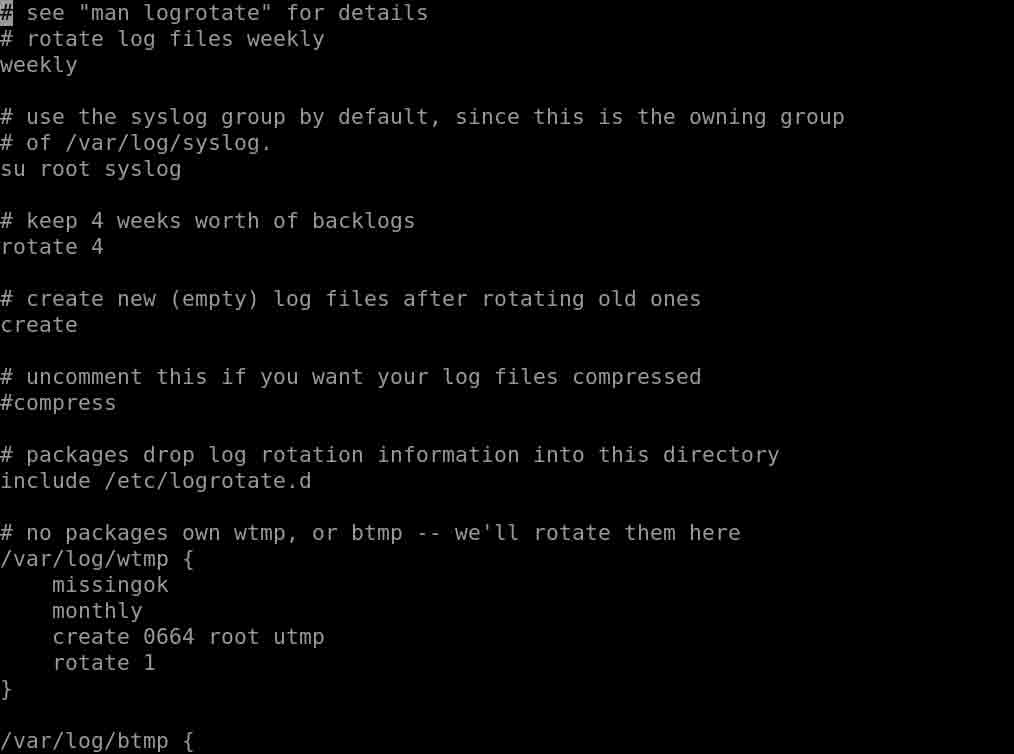 # see "man logrotate" for details
# rotate log files weekly
weekly
# use the syslog group by default, since this is the owning group
# of /var/log/syslog.
su root syslog
# keep 4 weeks worth of backlogs
rotate 4
# create new (empty) log files after rotating old ones
create
# uncomment this if you want your log files compressed
#compress
# packages drop log rotation information into this directory
include /etc/logrotate.d
# no packages own wtmp, or btmp -- we'll rotate them here
/var/log/wtmp {
    missingok
    monthly
    create 0664 root utmp
    rotate 1
}
/var/log/btmp {